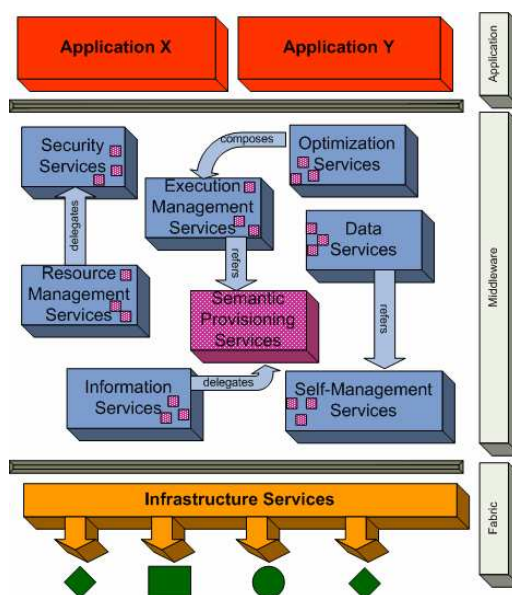 Application X
Application Y
Application
Security
Services
composes
Optimization
Services
Execution
Management
Services
delegates
Data
Services
Resource
Management
Services
refers
Semantic
Provisioning
Services
refers
Middleware
Information
Services
delegates
Self-Management
Services
Infrastructure Services
Fabric